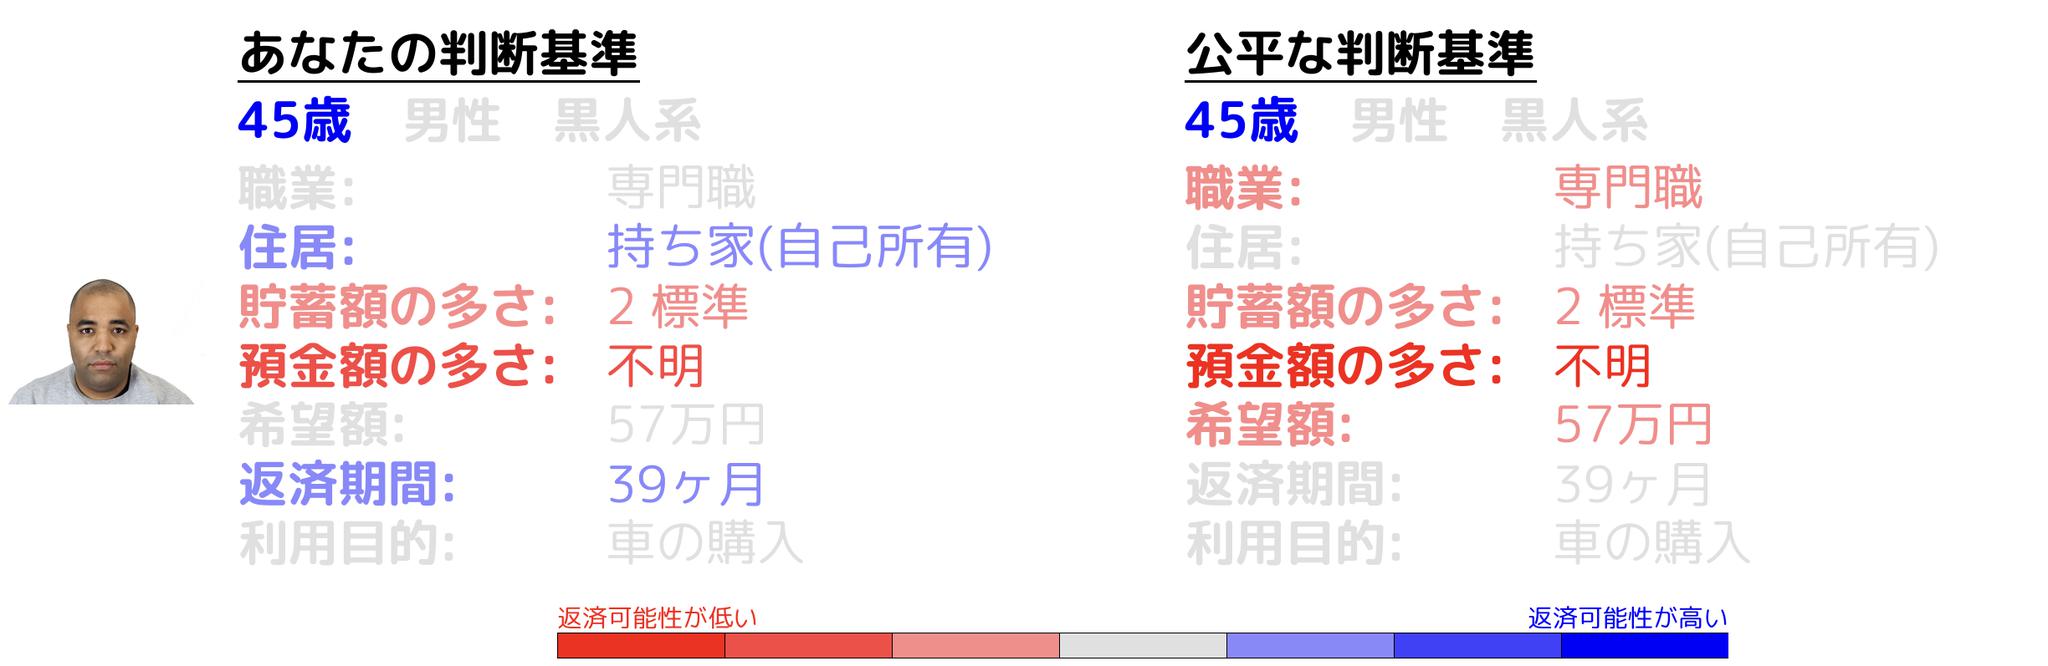 あなたの判断基準
45歳 男性 黒人系
職業: 専門職
住居: 持ち家(自己所有)
貯蓄額の多さ: 2 標準
預金額の多さ: 不明
希望額: 57万円
返済期間: 39ヶ月
利用目的: 車の購入
公平な判断基準
45歳 男性 黒人系
職業: 専門職
住居: 持ち家(自己所有)
貯蓄額の多さ: 2 標準
預金額の多さ: 不明
希望額: 57万円
返済期間: 39ヶ月
利用目的: 車の購入
返済可能性が低い
返済可能性が高い